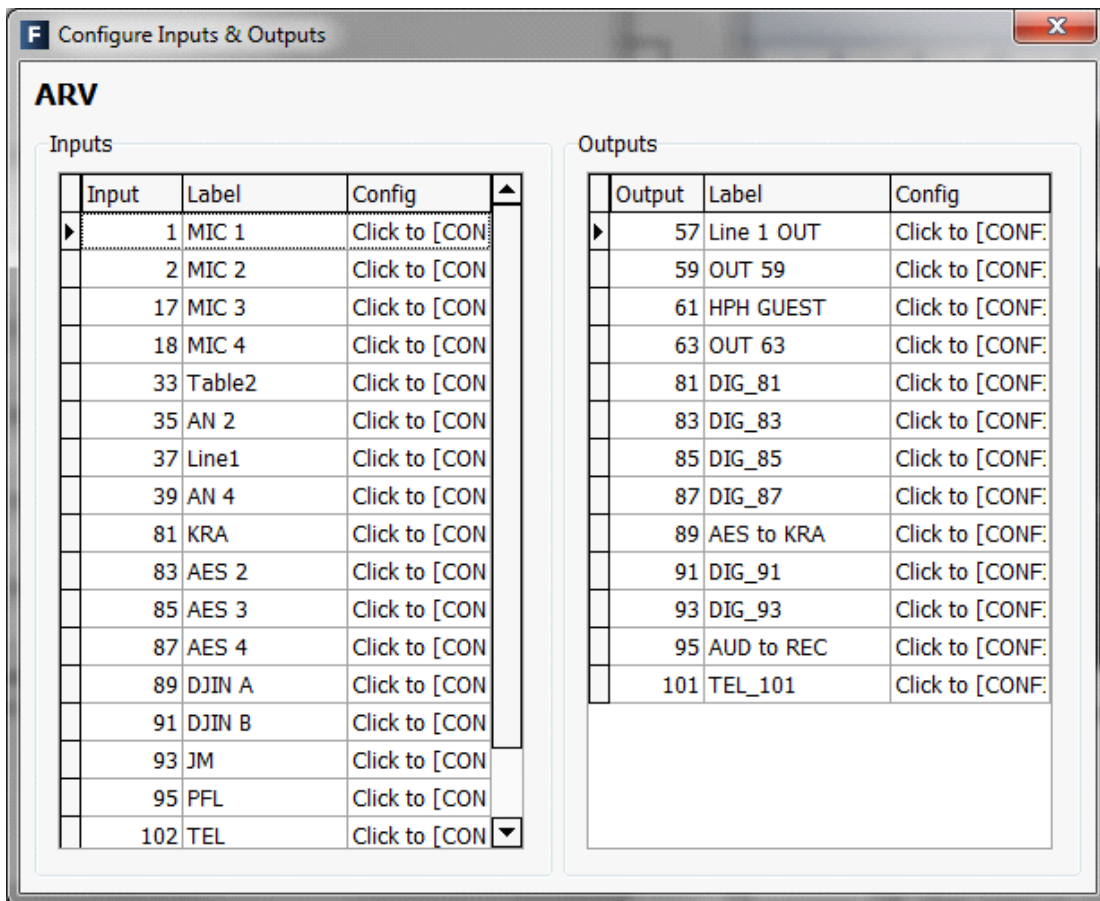 F Configure Inputs & Outputs
ARV
Inputs
Input Label Config
1 MIC 1 Click to [CON
2 MIC 2 Click to [CON
17 MIC 3 Click to [CON
18 MIC 4 Click to [CON
33 Table2 Click to [CON
35 AN 2 Click to [CON
37 Line1 Click to [CON
39 AN 4 Click to [CON
81 KRA Click to [CON
83 AES 2 Click to [CON
85 AES 3 Click to [CON
87 AES 4 Click to [CON
89 DJIN A Click to [CON
91 DJIN B Click to [CON
93 JM Click to [CON
95 PFL Click to [CON
102 TEL Click to [CON
Outputs
Output Label Config
57 Line 1 OUT Click to [CONF
59 OUT 59 Click to [CONF
61 HPH GUEST Click to [CONF
63 OUT 63 Click to [CONF
81 DIG_81 Click to [CONF
83 DIG_83 Click to [CONF
85 DIG_85 Click to [CONF
87 DIG_87 Click to [CONF
89 AES to KRA Click to [CONF
91 DIG_91 Click to [CONF
93 DIG_93 Click to [CONF
95 AUD to REC Click to [CONF
101 TEL_101 Click to [CONF